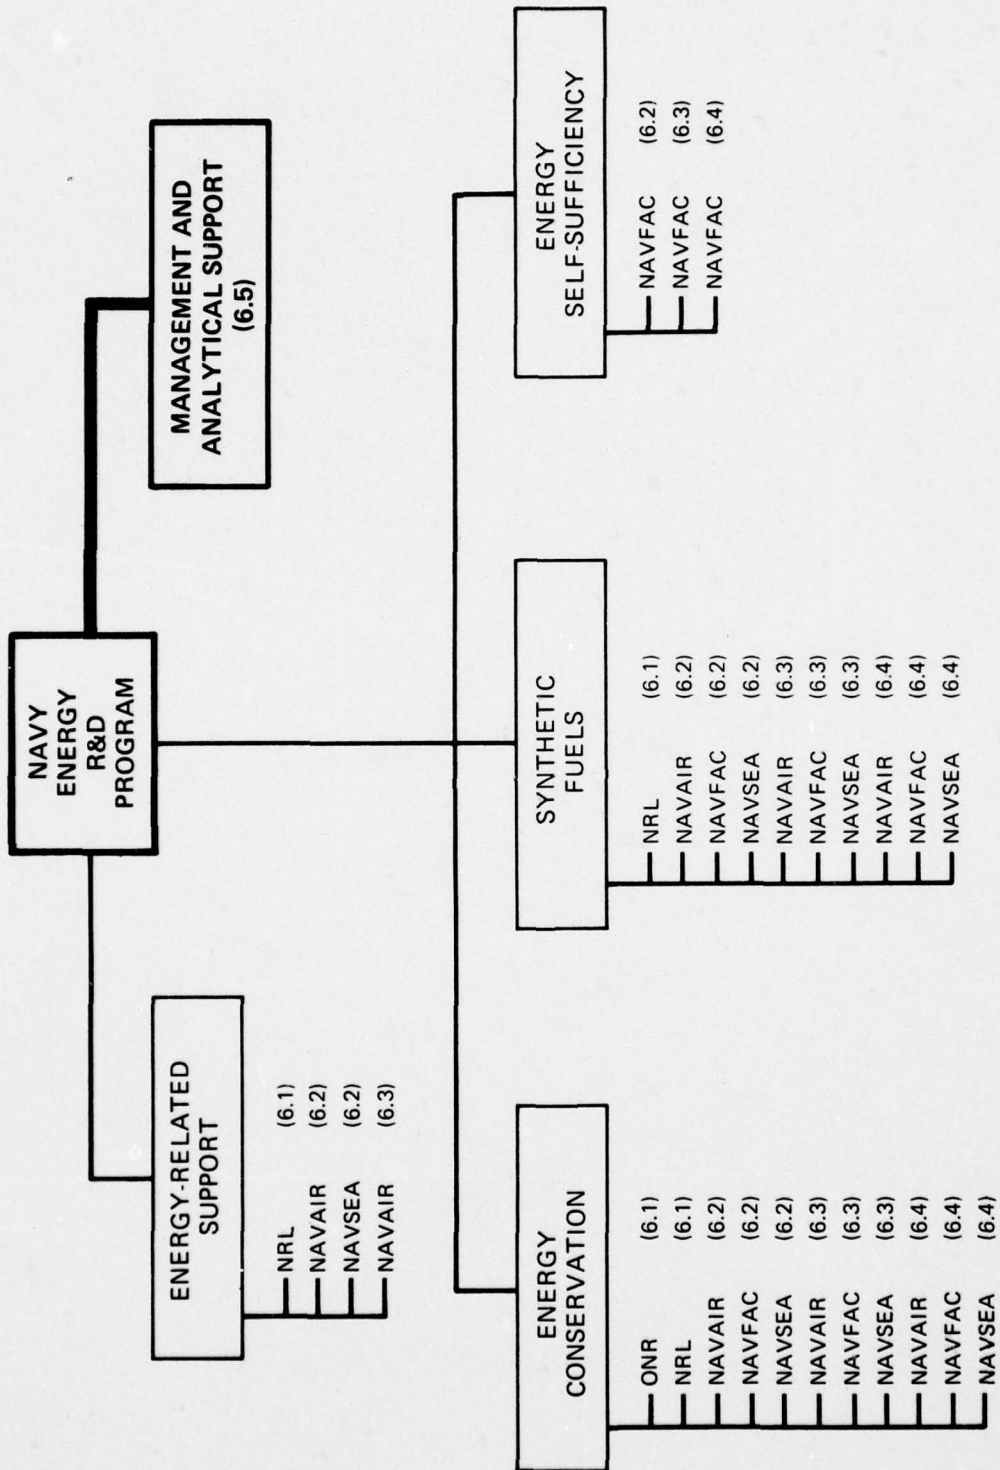 NAVY
ENERGY
R&D
PROGRAM
ENERGY-RELATED
SUPPORT
NRL (6.1)
NAVAIR (6.2)
NAVSEA (6.2)
NAVAIR (6.3)
MANAGEMENT AND
ANALYTICAL SUPPORT
(6.5)
ENERGY
CONSERVATION
ONR (6.1)
NRL (6.1)
NAVAIR (6.2)
NAVFAC (6.2)
NAVSEA (6.2)
NAVAIR (6.3)
NAVFAC (6.3)
NAVSEA (6.3)
NAVAIR (6.4)
NAVFAC (6.4)
NAVSEA (6.4)
SYNTHETIC
FUELS
NRL (6.1)
NAVAIR (6.2)
NAVFAC (6.2)
NAVSEA (6.2)
NAVAIR (6.3)
NAVFAC (6.3)
NAVSEA (6.3)
NAVAIR (6.4)
NAVFAC (6.4)
NAVSEA (6.4)
ENERGY
SELF-SUFFICIENCY
NAVFAC (6.2)
NAVFAC (6.3)
NAVFAC (6.4)